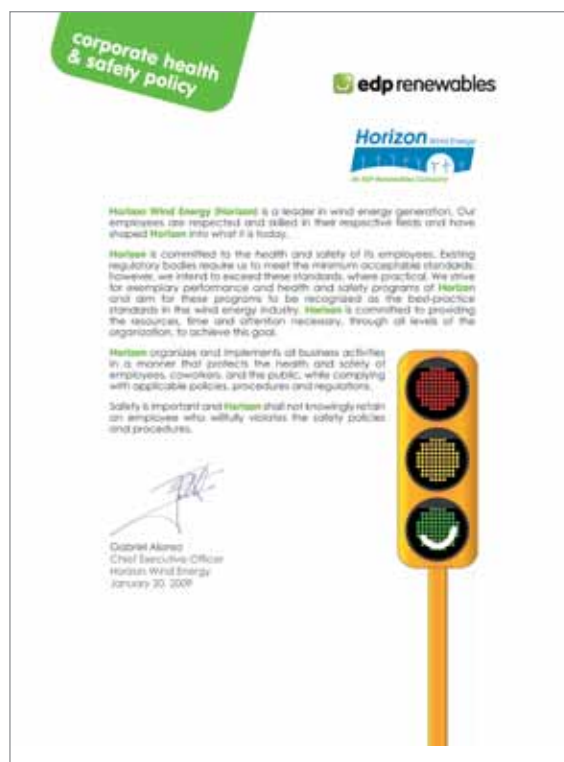 corporate health
& safety policy
edp renewables
Horizon Wind Energy
An EDP Renewables Company
Horizon Wind Energy (Horizon) is a leader in wind energy generation. Our
employees are respected and skilled in their respective fields and have
shaped Horizon into what it is today.
Horizon is committed to the health and safety of its employees. Existing
regulatory bodies require us to meet the minimum acceptable standards;
however, we intend to exceed these standards, where practical. We strive
for exemplary performance and health and safety programs at Horizon
and aim for these programs to be recognized as the best-practice
standards in the wind energy industry. Horizon is committed to providing
the resources, time and attention necessary, through all levels of the
organization, to achieve this goal.
Horizon organizes and implements all business activities
in a manner that protects the health and safety of
employees, coworkers, and the public, while complying
with applicable policies, procedures and regulations.
Safety is important and Horizon shall not knowingly retain
an employee who willfully violates the safety policies
and procedures.
Gabriel Alonso
Chief Executive Officer
Horizon Wind Energy
January 20, 2009